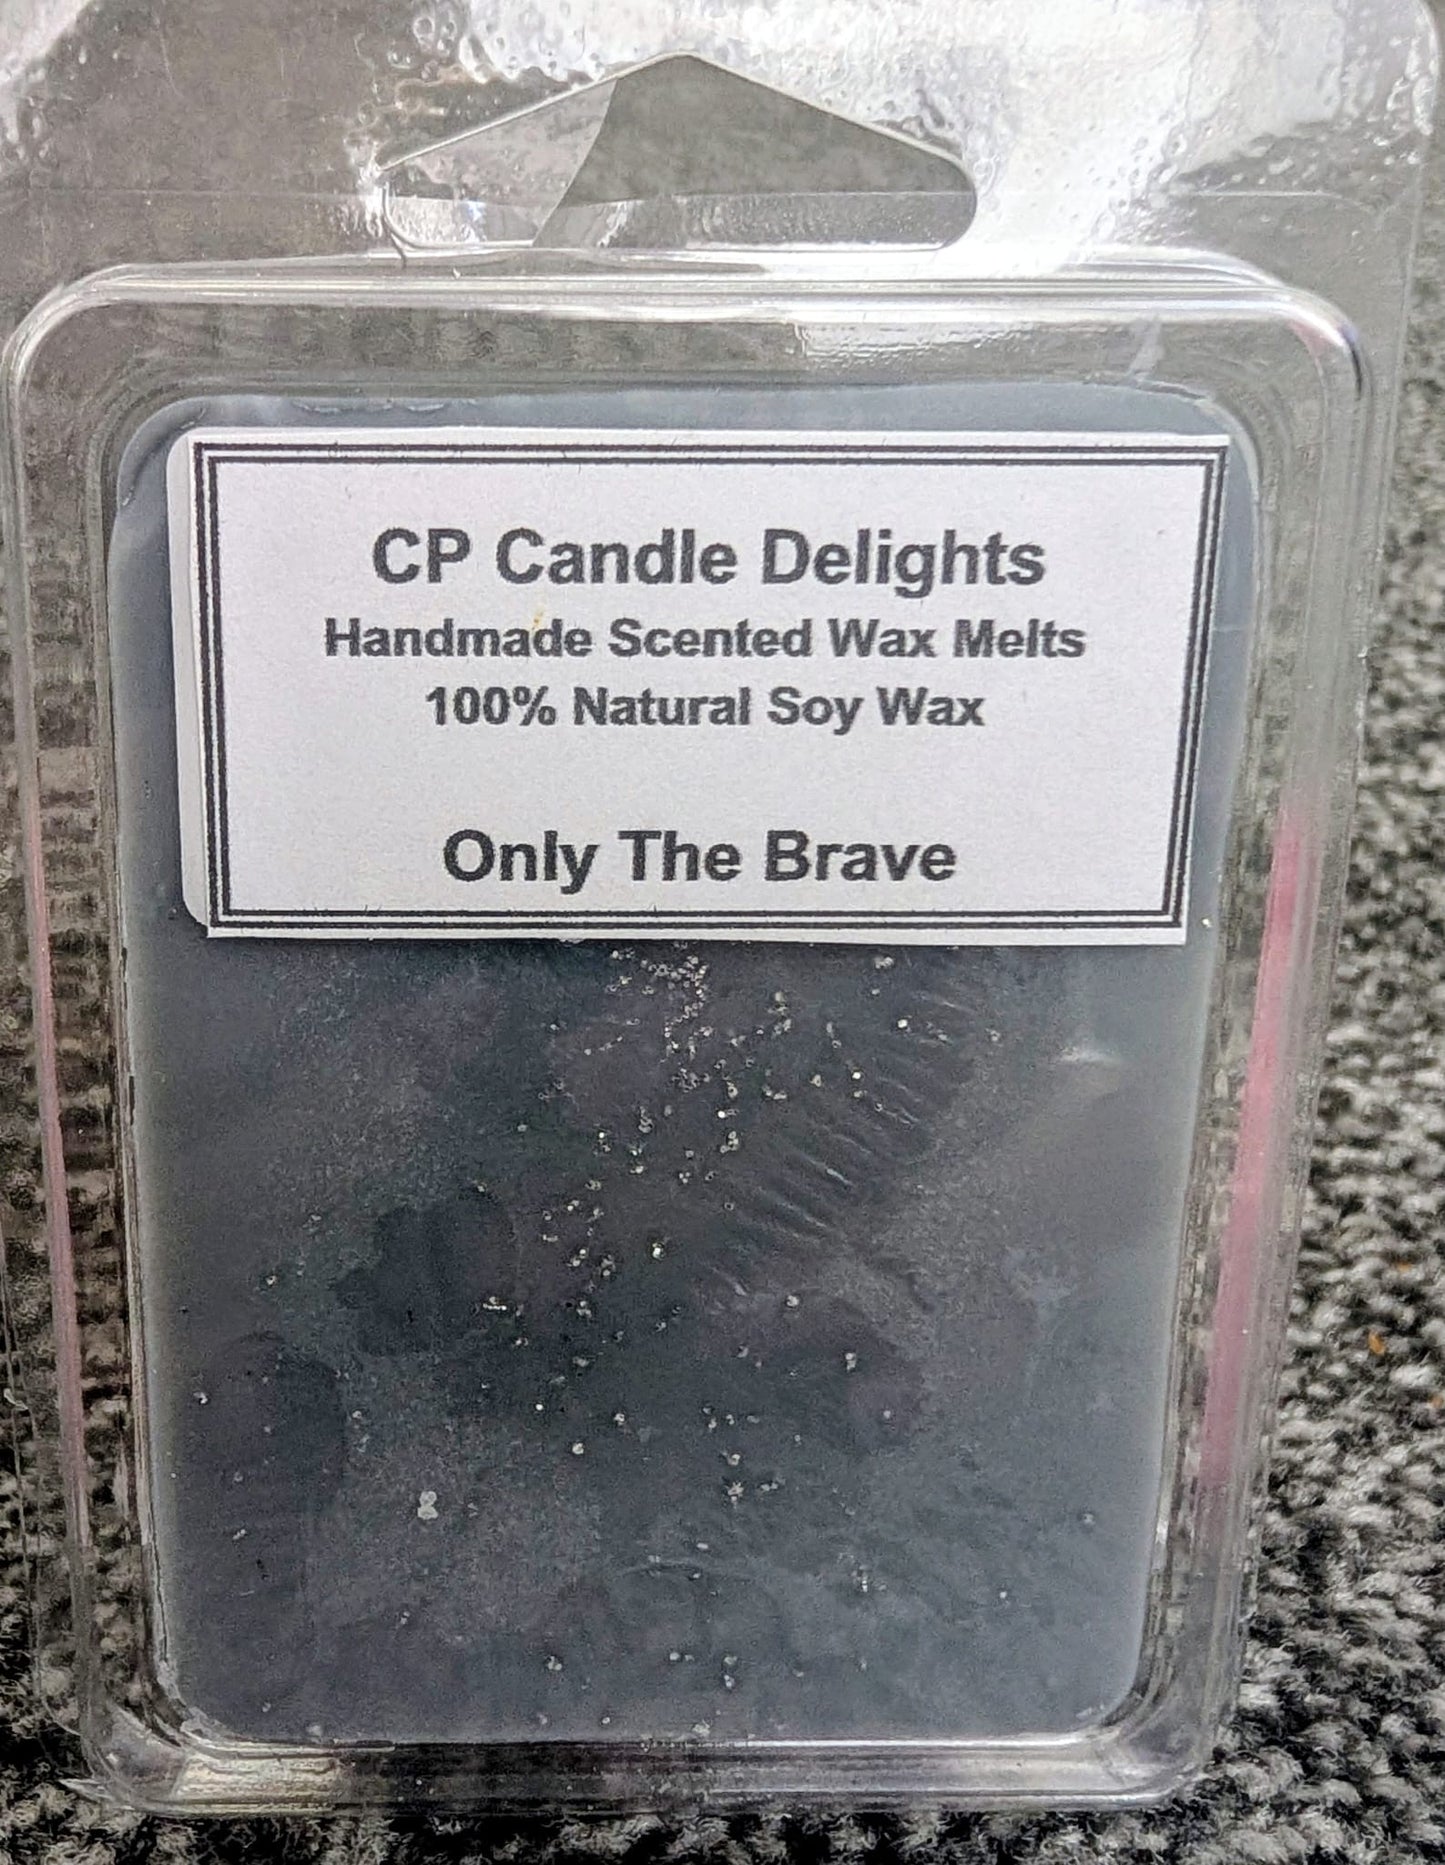 CP Candle Delights
Handmade Scented Wax Melts
100% Natural Soy Wax
Only The Brave